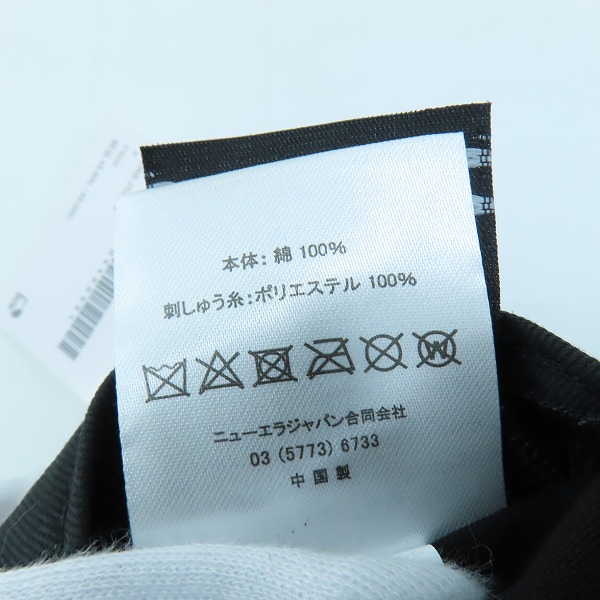 本体: 綿 100%
刺しゅう糸:ポリエステル 100%
W
ニューエラジャパン合同会社
03 (5773) 6733
中国製